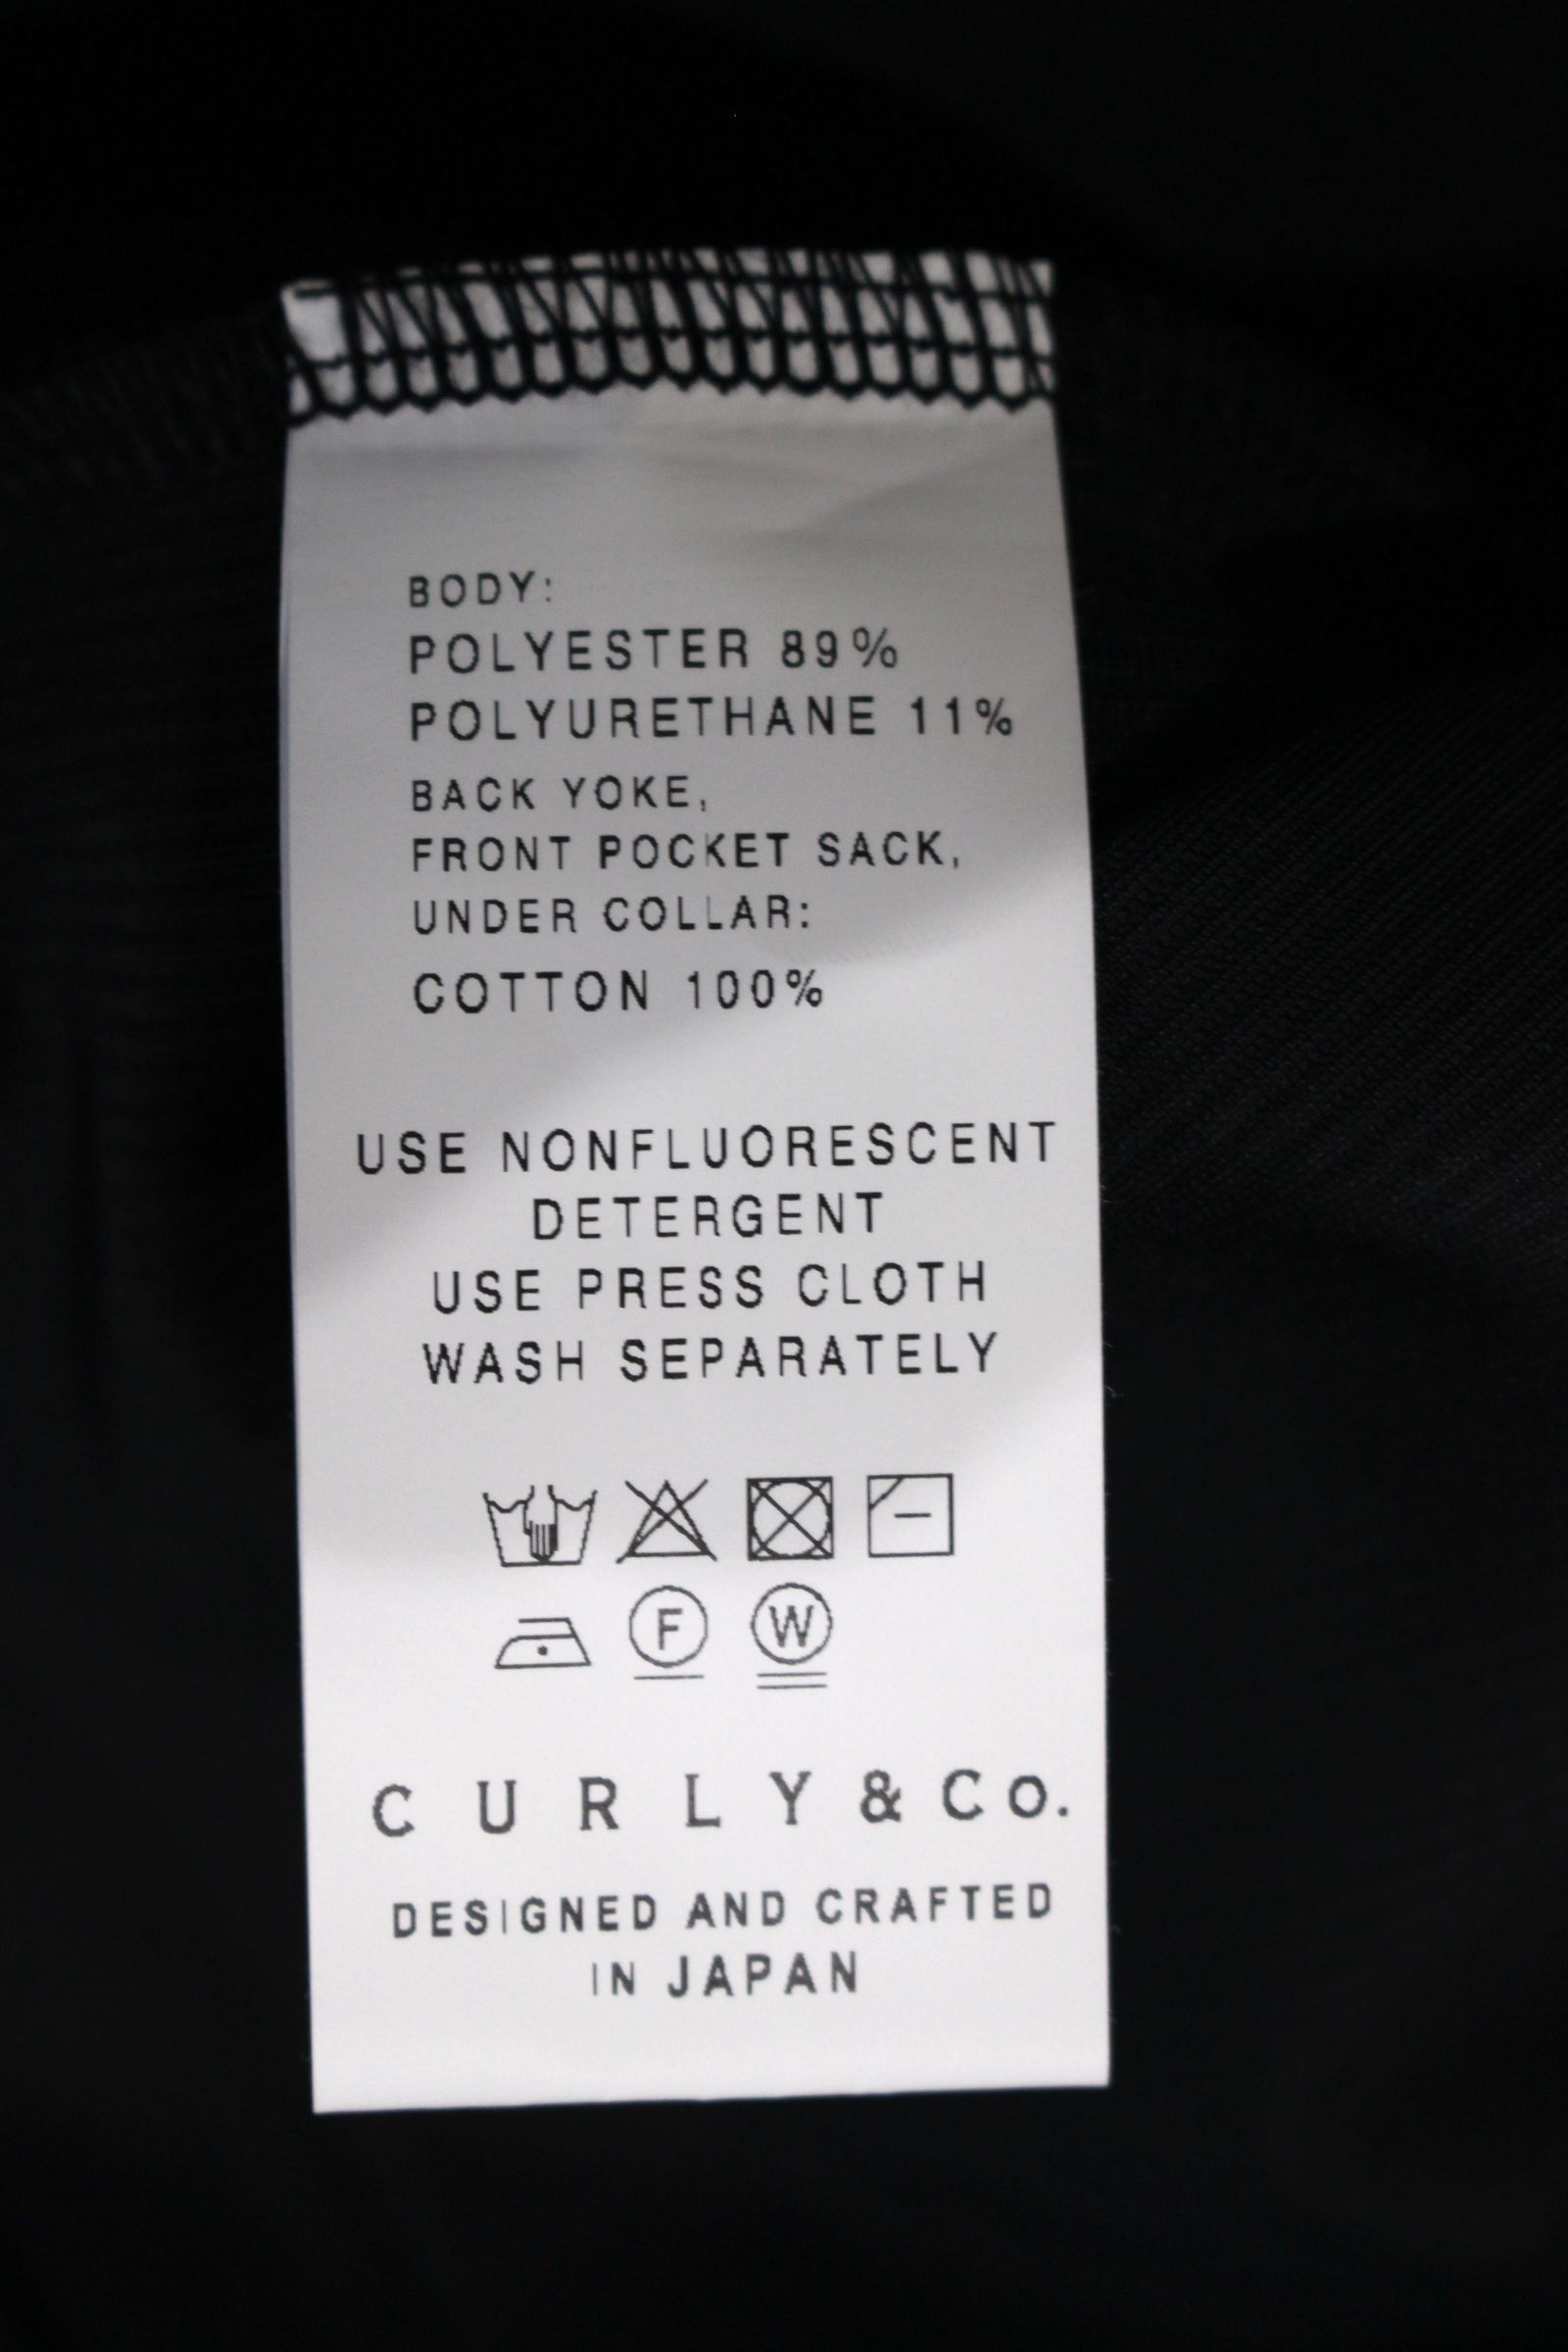 BODY:
POLYESTER 89%
POLYURETHANE 11%
BACK YOKE,
FRONT POCKET SACK,
UNDER COLLAR:
COTTON 100%
USE NONFLUORESCENT
DETERGENT
USE PRESS CLOTH
WASH SEPARATELY
F W
CURLY & Co.
DESIGNED AND CRAFTED
IN JAPAN